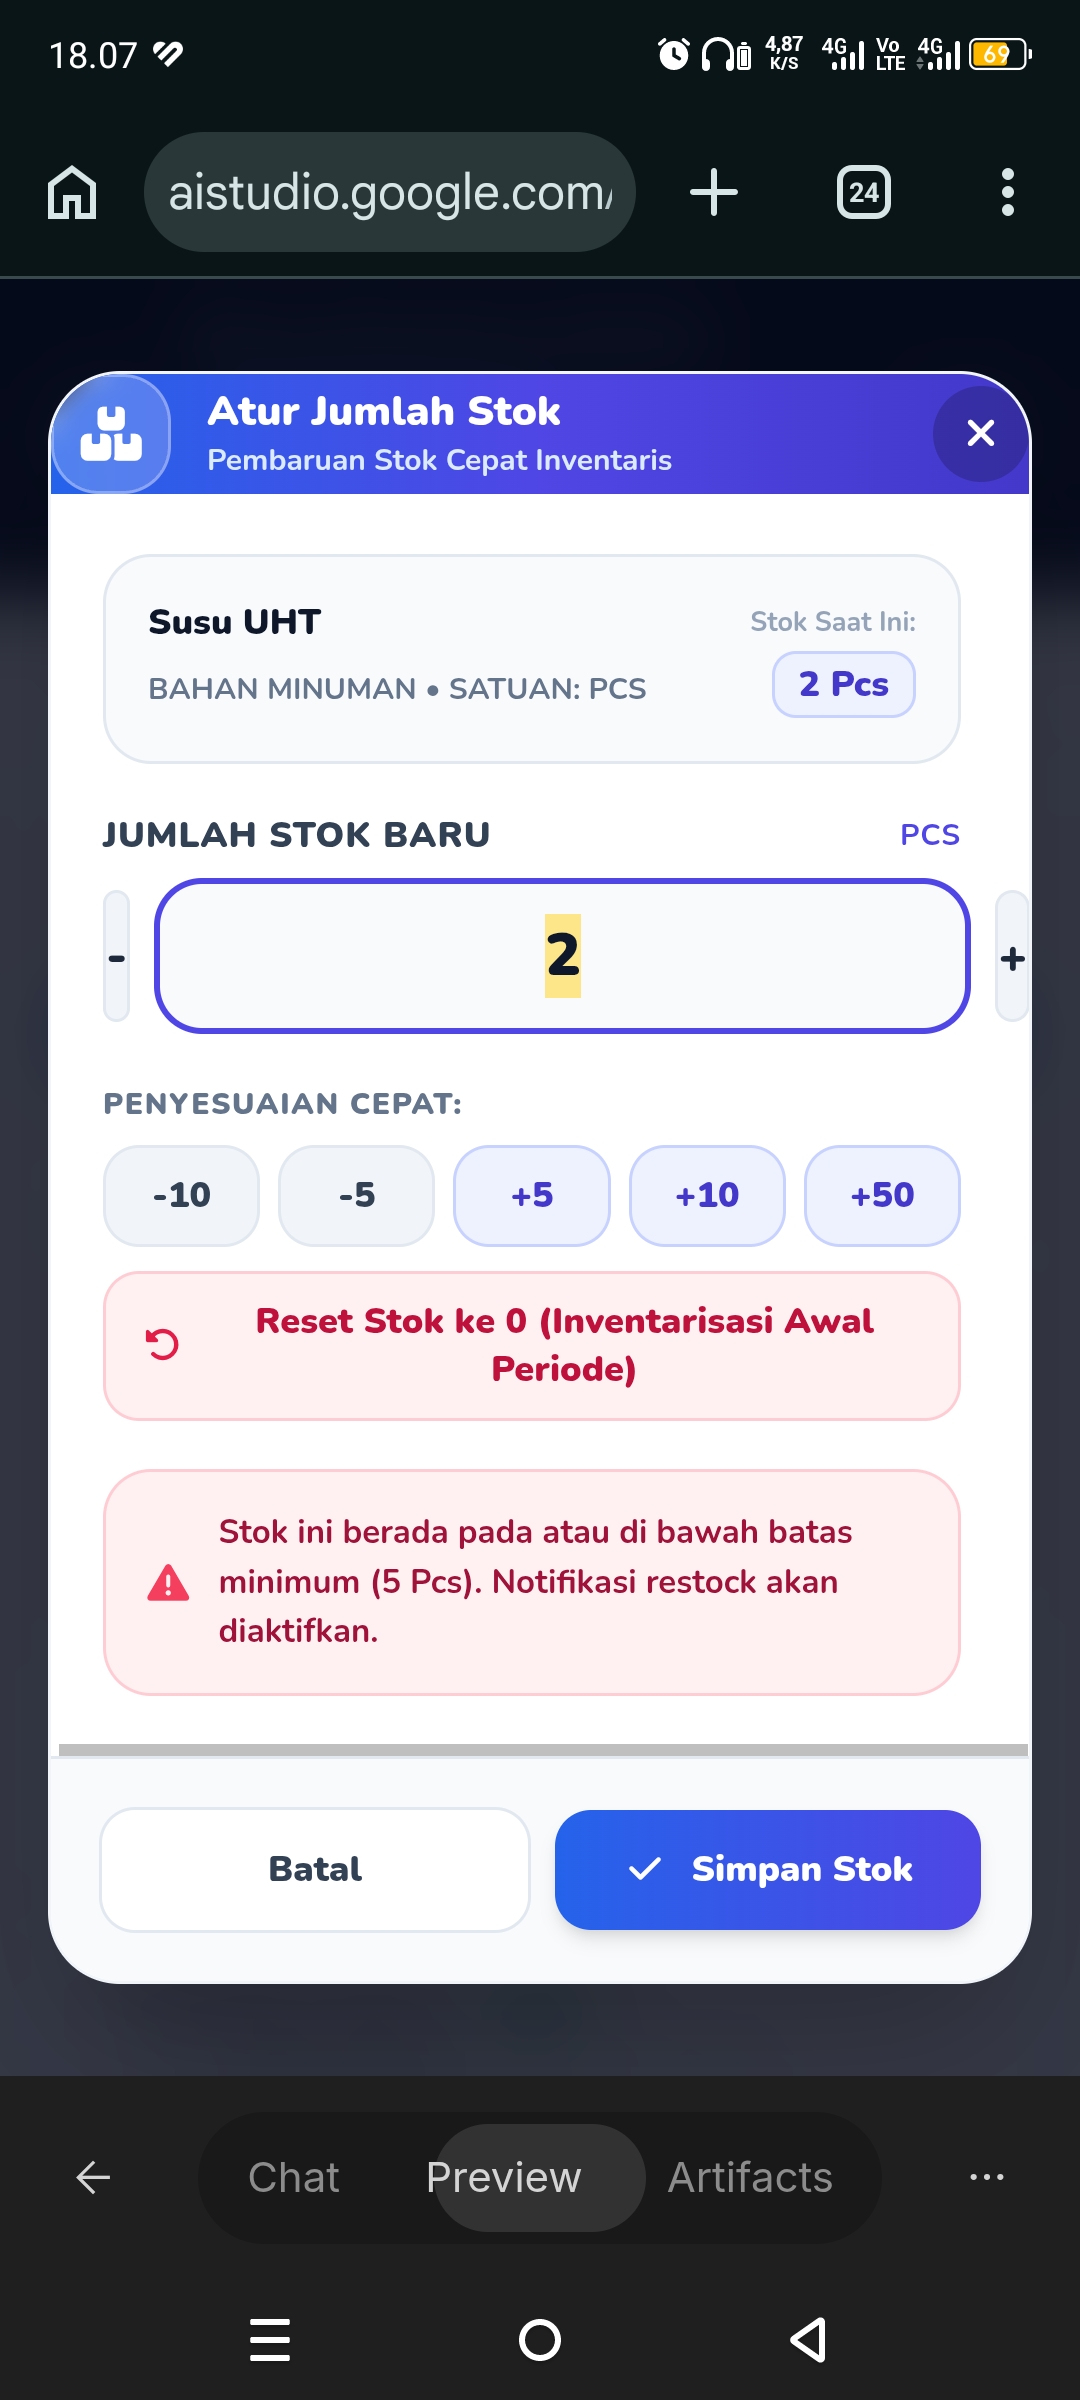 18.07
4,87
K/S
4G
Vo
LTE
4G
69
aistudio.google.com/
24
Atur Jumlah Stok
Pembaruan Stok Cepat Inventaris
Susu UHT
Stok Saat Ini:
BAHAN MINUMAN • SATUAN: PCS
2 Pcs
JUMLAH STOK BARU
PCS
-
2
+
PENYESUAIAN CEPAT:
-10
-5
+5
+10
+50
Reset Stok ke 0 (Inventarisasi Awal
Periode)
Stok ini berada pada atau di bawah batas
minimum (5 Pcs). Notifikasi restock akan
diaktifkan.
Batal
Simpan Stok
Chat
Preview
Artifacts